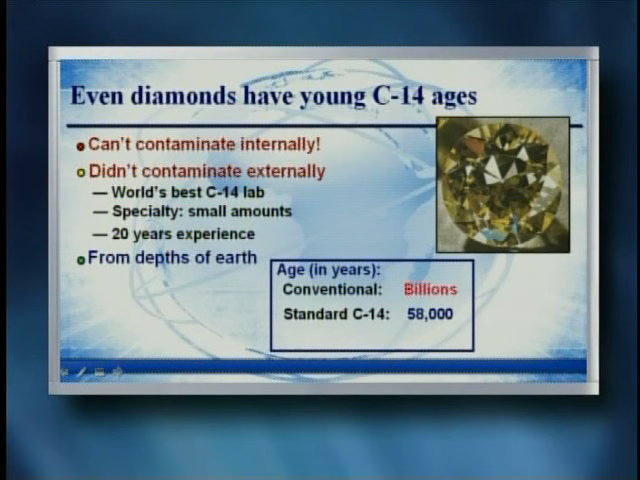 Even diamonds have young C-14 ages
Can't contaminate internally!
Didn't contaminate externally
— World's best C-14 lab
— Specialty: small amounts
— 20 years experience
From depths of earth
Age (in years):
Conventional: Billions
Standard C-14: 58,000